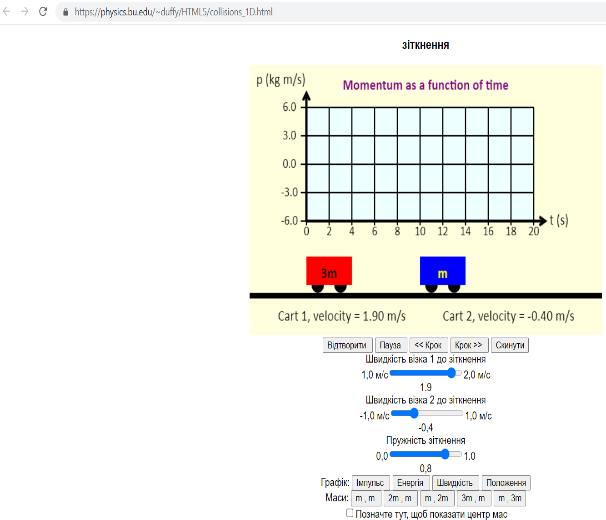 https://physics.bu.edu/~duffy/HTML5/collisions_1D.html
зіткнення
p (kg m/s)
Momentum as a function of time
6.0
3.0
0.0
-3.0
-6.0
0 2 4 6 8 10 12 14 16 18 20
t (s)
3m m
Cart 1, velocity = 1.90 m/s Cart 2, velocity = -0.40 m/s
Відтворити Пауза << Крок Крок >> Скинути
Швидкість візка 1 до зіткнення
1,0 м/с 2,0 м/с
1.9
Швидкість візка 2 до зіткнення
-1,0 м/с 1,0 м/с
-0,4
Пружність зіткнення
0,0 1.0
0,8
Графік: Імпульс Енергія Швидкість Положення
Маси: m , m 2m , m m , 2m 3m , m m , 3m
Позначте тут, щоб показати центр мас